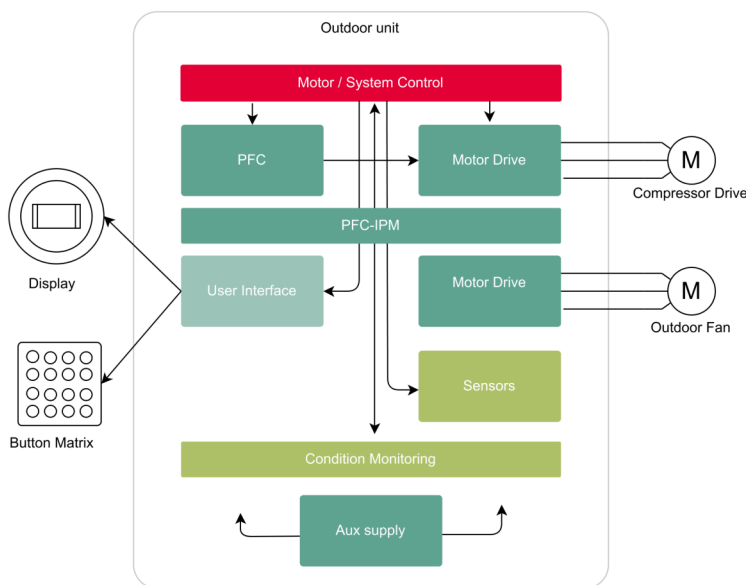 Outdoor unit
Motor / System Control
PFC
Motor Drive
M
Compressor Drive
PFC-IPM
Display
User Interface
Motor Drive
M
Outdoor Fan
Sensors
Button Matrix
Condition Monitoring
Aux supply